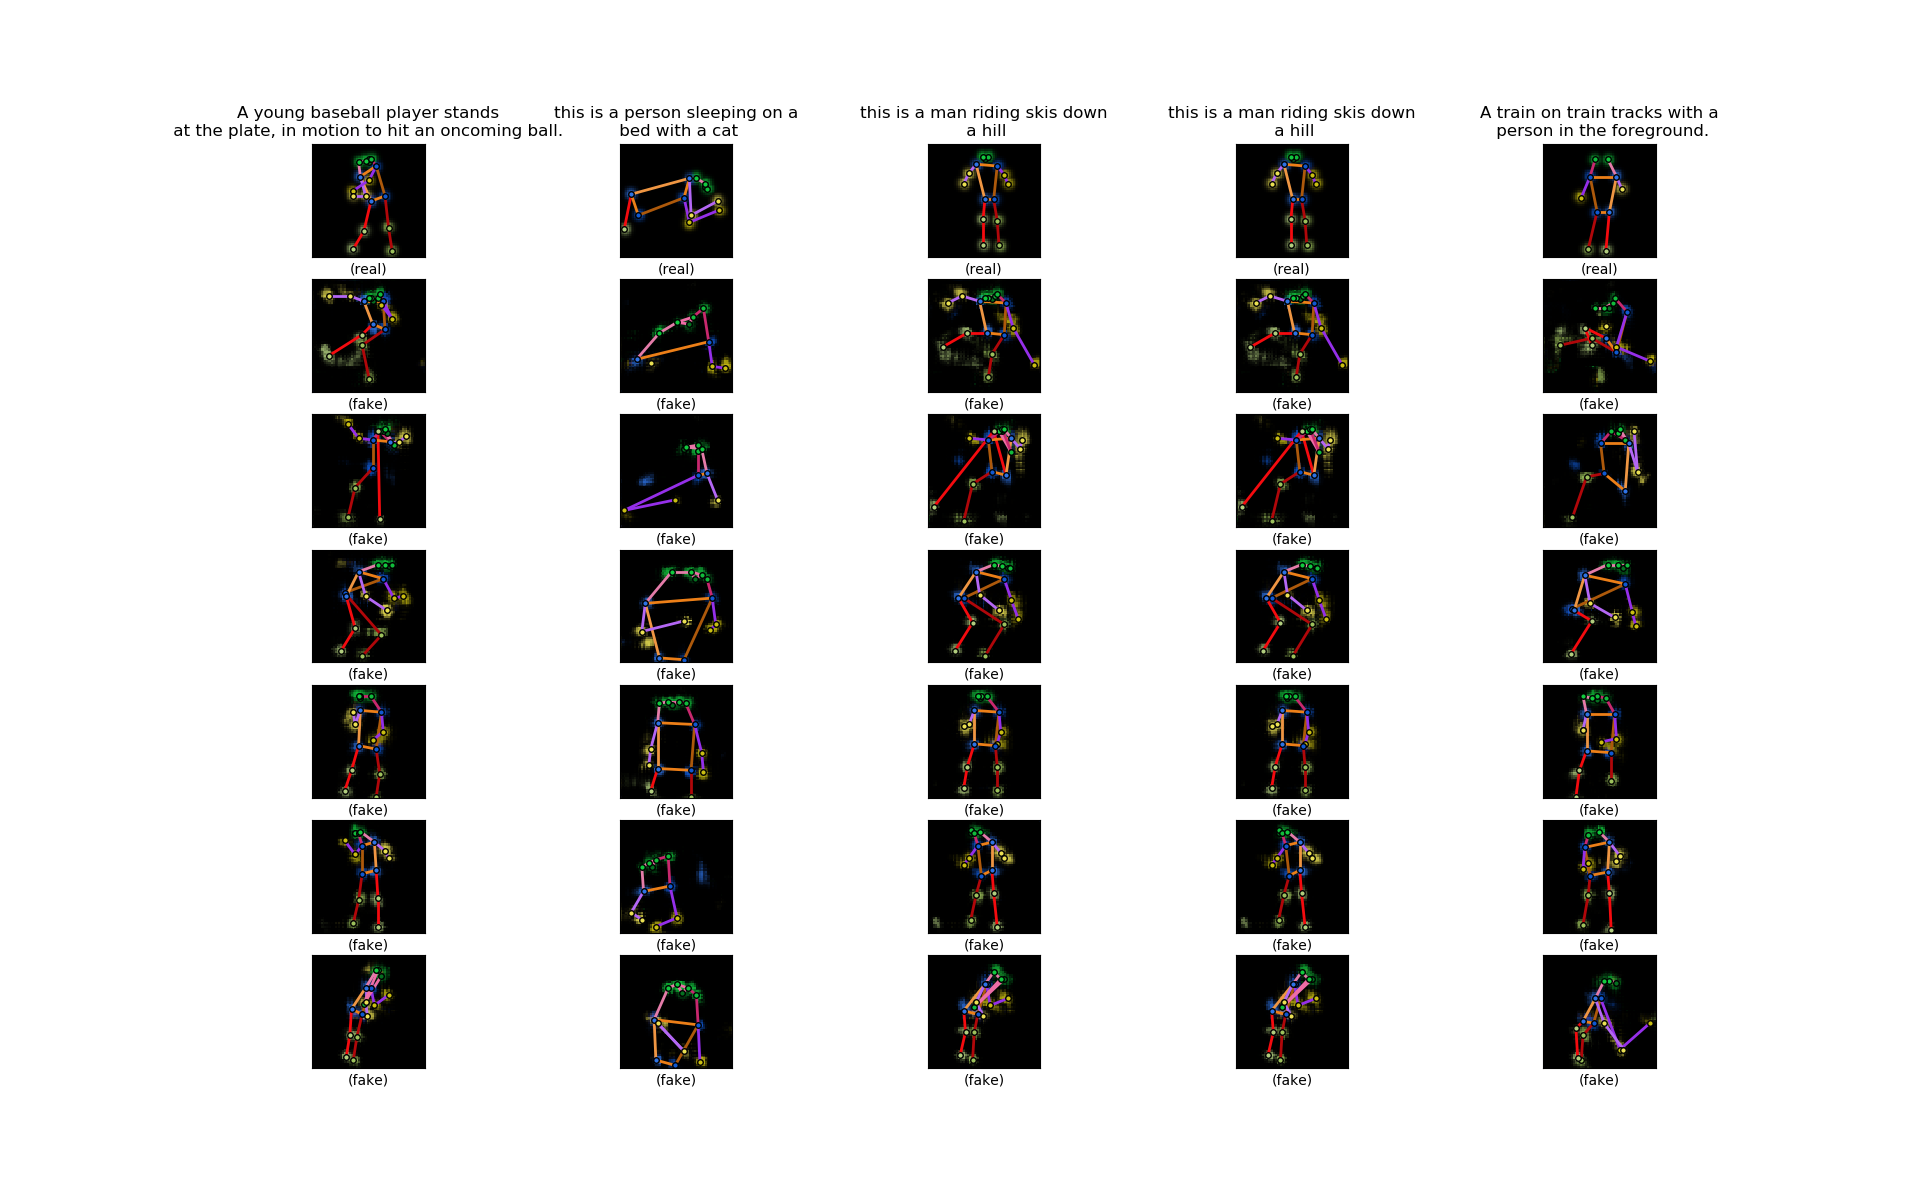 A young baseball player stands
at the plate, in motion to hit an oncoming ball.
this is a person sleeping on a
bed with a cat
this is a man riding skis down
a hill
this is a man riding skis down
a hill
A train on train tracks with a
person in the foreground.
(real) (real) (real) (real) (real)
(fake) (fake) (fake) (fake) (fake)
(fake) (fake) (fake) (fake) (fake)
(fake) (fake) (fake) (fake) (fake)
(fake) (fake) (fake) (fake) (fake)
(fake) (fake) (fake) (fake) (fake)
(fake) (fake) (fake) (fake) (fake)